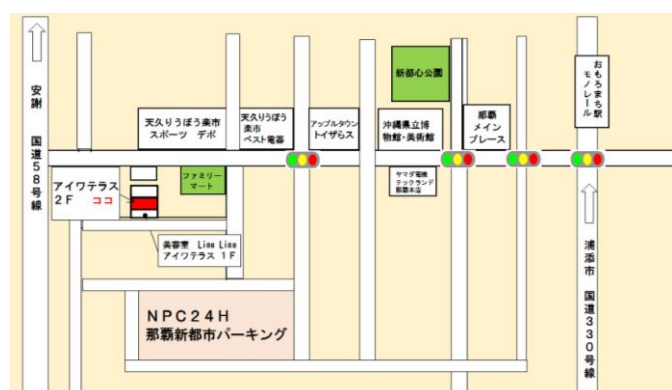 安謝 国道58号線
天久りうぼう楽市
スポーツ デポ
天久りうぼう
楽市
ベスト電器
アップルタウン
トイザらス
新都心公園
沖縄県立博
物館・美術館
那覇
メイン
プレース
おもろまち駅
モノレール
アイワテラス
2F ココ
ファミリー
マート
ヤマダ電機
テックランド
那覇本店
美容室 Lino Lino
アイワテラス 1F
NPC24H
那覇新都市パーキング
浦添市 国道330号線